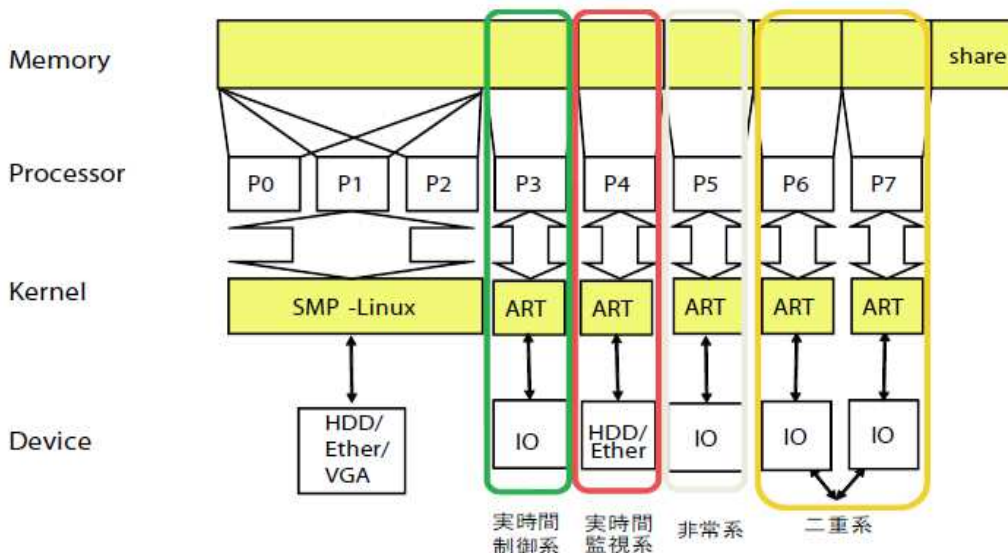 Memory
share
Processor
P0
P1
P2
P3
P4
P5
P6
P7
Kernel
SMP -Linux
ART
ART
ART
ART
ART
Device
HDD/
Ether/
VGA
IO
HDD/
Ether
IO
IO
IO
実時間
制御系
実時間
監視系
非常系
二重系